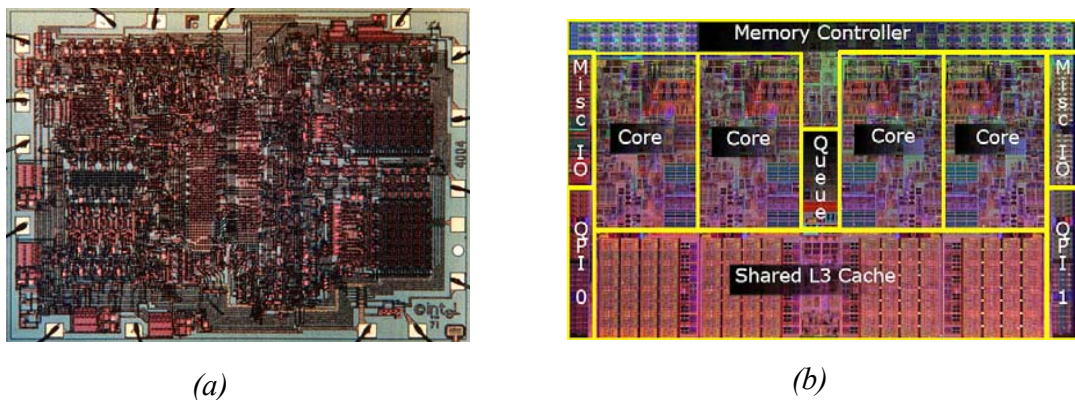 4004
©intel
71
(a)
Memory Controller
Misc IO
Core
Core
Queue
Core
Core
Misc IO
QPI 0
Shared L3 Cache
QPI 1
(b)